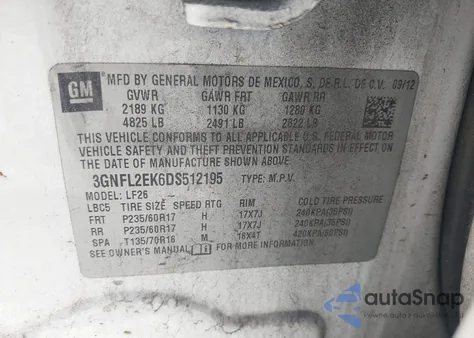 GM
MFD BY GENERAL MOTORS DE MEXICO, S. DE R.L. DE C.V. 09/12
GVWR GAWR FRT GAWR RR
2189 KG 1130 KG 1280 KG
4825 LB 2491 LB 2822 LB
THIS VEHICLE CONFORMS TO ALL APPLICABLE U.S. FEDERAL MOTOR
VEHICLE SAFETY AND THEFT PREVENTION STANDARDS IN EFFECT
ON THE DATE OF MANUFACTURE SHOWN ABOVE.
3GNFL2EK6DS512195 TYPE: M.P.V.
MODEL: LF26
LBC5 TIRE SIZE SPEED RTG RIM COLD TIRE PRESSURE
FRT P235/60R17 H 17X7J 240KPA(35PSI)
RR P235/60R17 H 17X7J 240KPA(35PSI)
SPA T135/70R16 M 16X4T 420KPA(60PSI)
SEE OWNER'S MANUAL FOR MORE INFORMATION.
autoSnap
www.autosnap.us